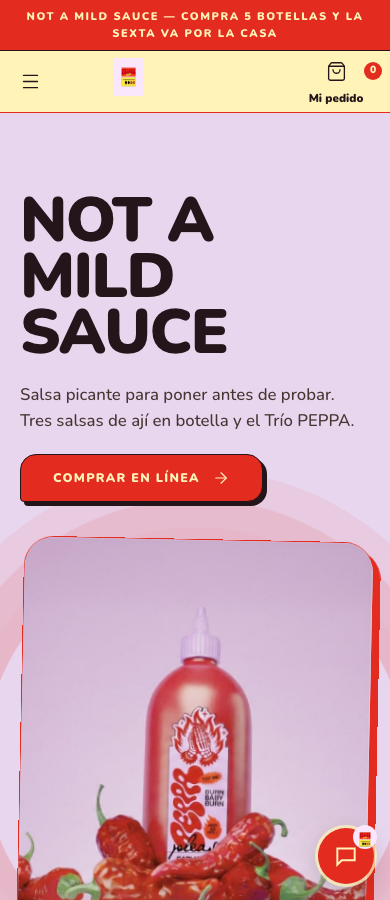 NOT A MILD SAUCE — COMPRA 5 BOTELLAS Y LA
SEXTA VA POR LA CASA
0
Mi pedido
NOT A
MILD
SAUCE
Salsa picante para poner antes de probar.
Tres salsas de ají en botella y el Trío PEPPA.
COMPRAR EN LÍNEA →
PEPPA
BURN
BABY
BURN